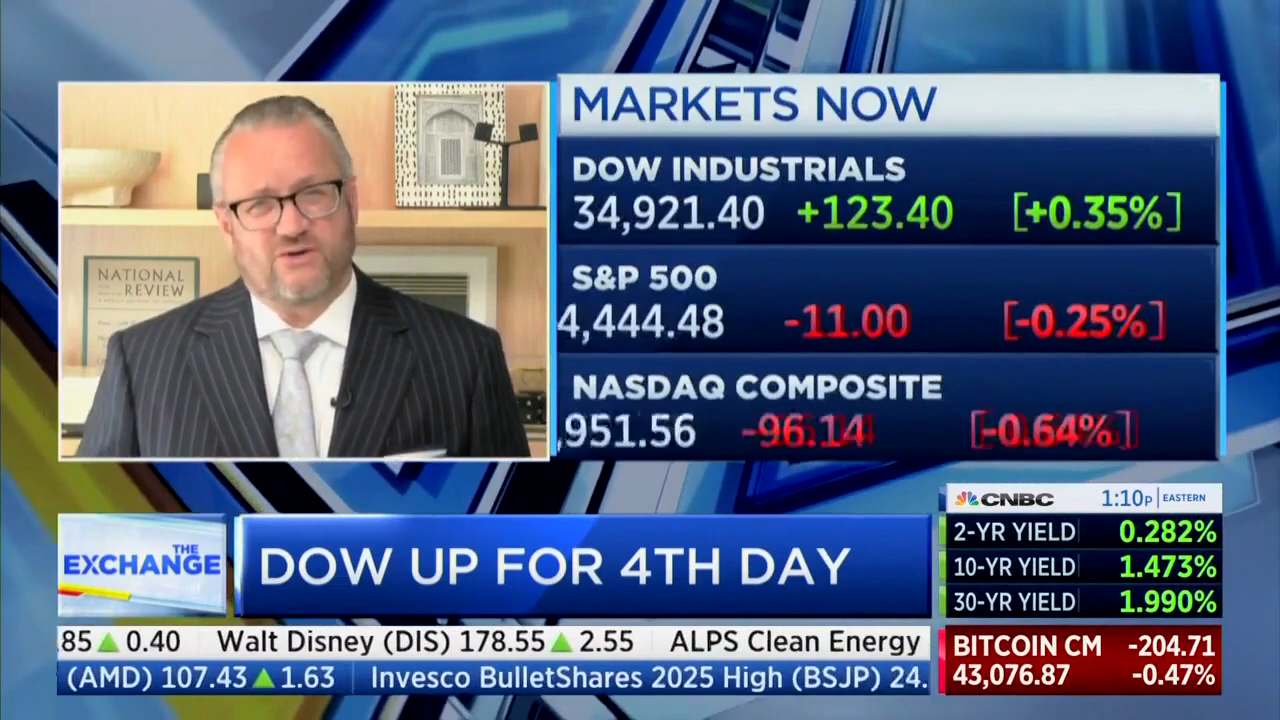 MARKETS NOW
DOW INDUSTRIALS
34,921.40 +123.40 [+0.35%]
S&P 500
4,444.48 -11.00 [-0.25%]
NASDAQ COMPOSITE
,951.56 -96.14 [-0.64%]
NATIONAL
REVIEW
THE
EXCHANGE
DOW UP FOR 4TH DAY
CNBC 1:10P EASTERN
2-YR YIELD 0.282%
10-YR YIELD 1.473%
30-YR YIELD 1.990%
BITCOIN CM -204.71
43,076.87 -0.47%
.85 ▲ 0.40 Walt Disney (DIS) 178.55 ▲ 2.55 ALPS Clean Energy
(AMD) 107.43 ▲ 1.63 Invesco BulletShares 2025 High (BSJP) 24.